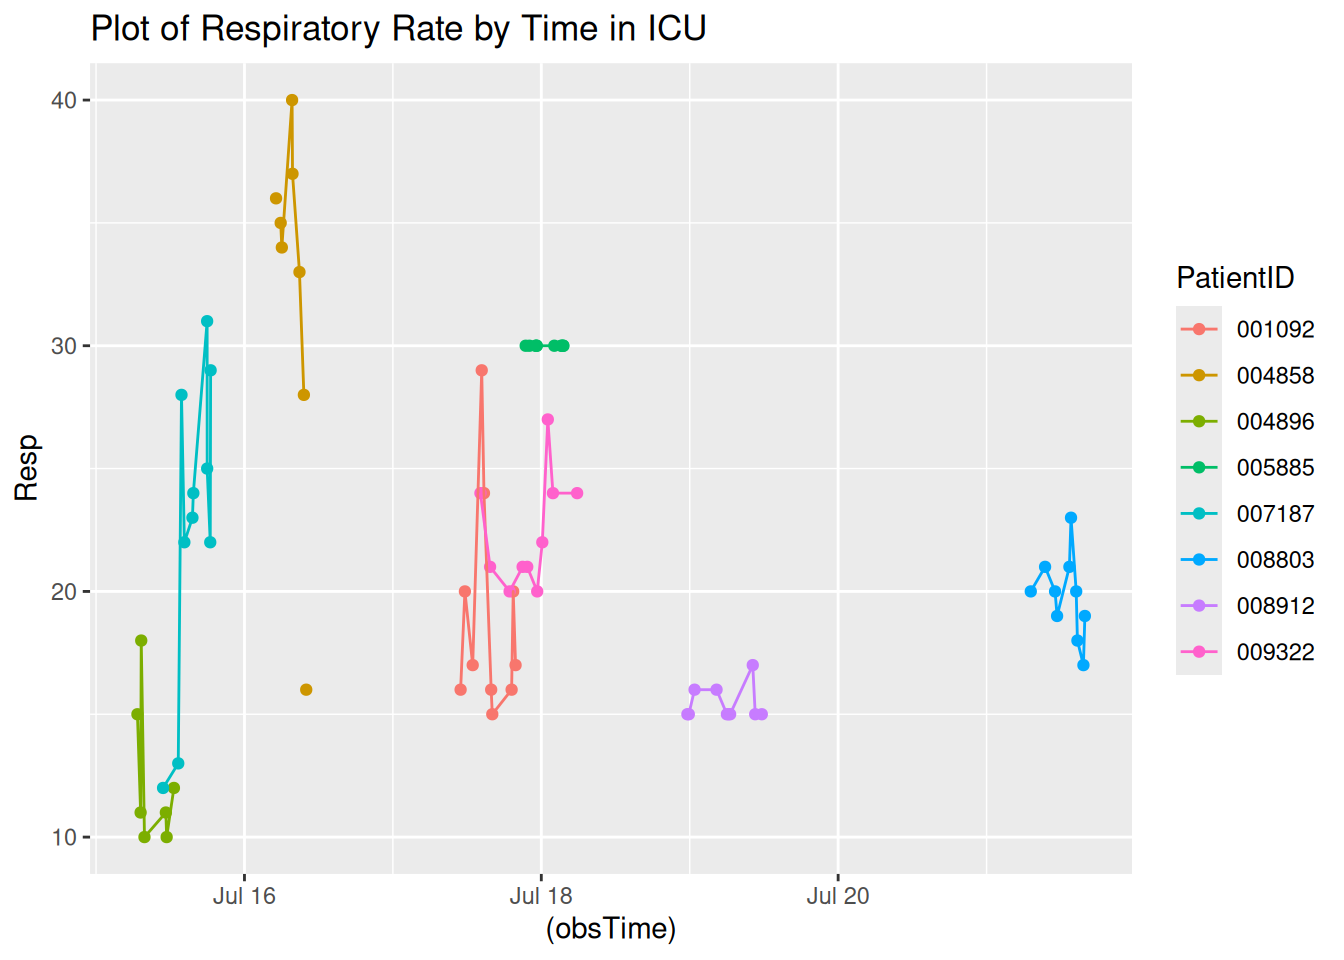 Plot of Respiratory Rate by Time in ICU
40
30
20
10
Resp
Jul 16
Jul 18
Jul 20
(obsTime)
PatientID
001092
004858
004896
005885
007187
008803
008912
009322